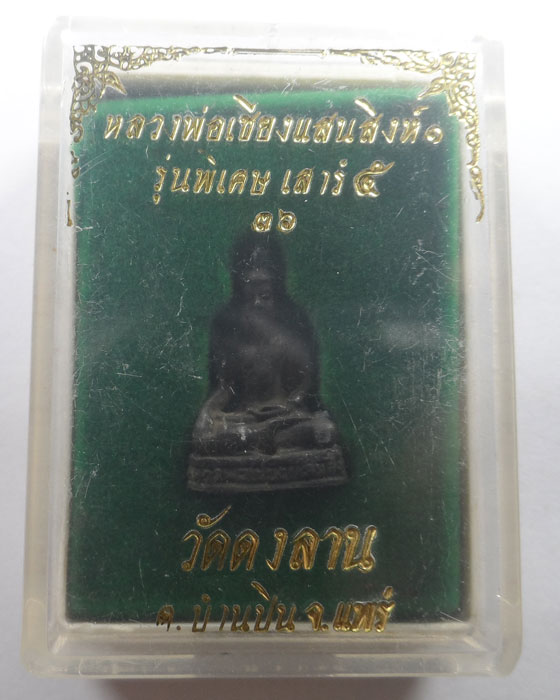 หลวงพ่อเชียงแสนสิงห์๑
รุ่นพิเศษ เสาร์ ๕
๓๖
วัดดงลาน
ต.บ้านปิน จ.แพร่